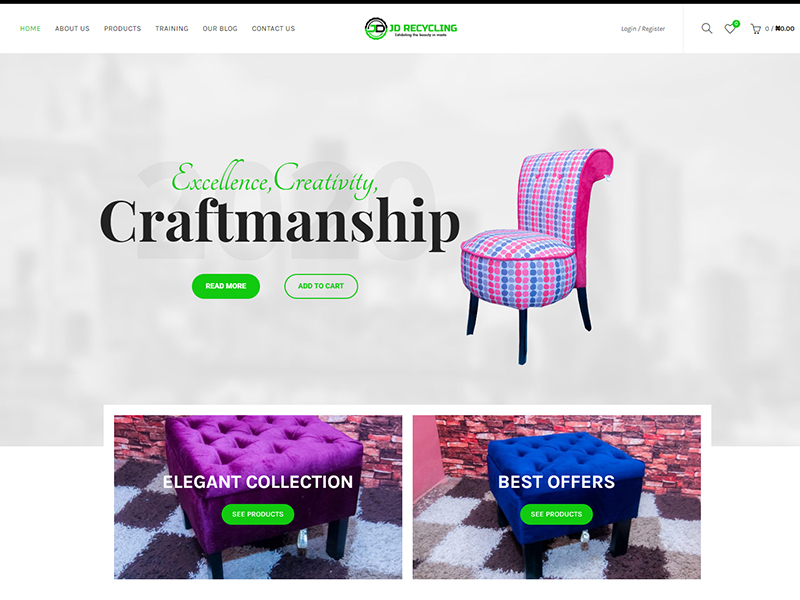 HOME ABOUT US PRODUCTS TRAINING OUR BLOG CONTACT US
JD JD RECYCLING
Exhibiting the beauty in waste
Login / Register
0
0 / ₦0.00
2020
Excellence,Creativity,
Craftmanship
READ MORE
ADD TO CART
ELEGANT COLLECTION
SEE PRODUCTS
BEST OFFERS
SEE PRODUCTS